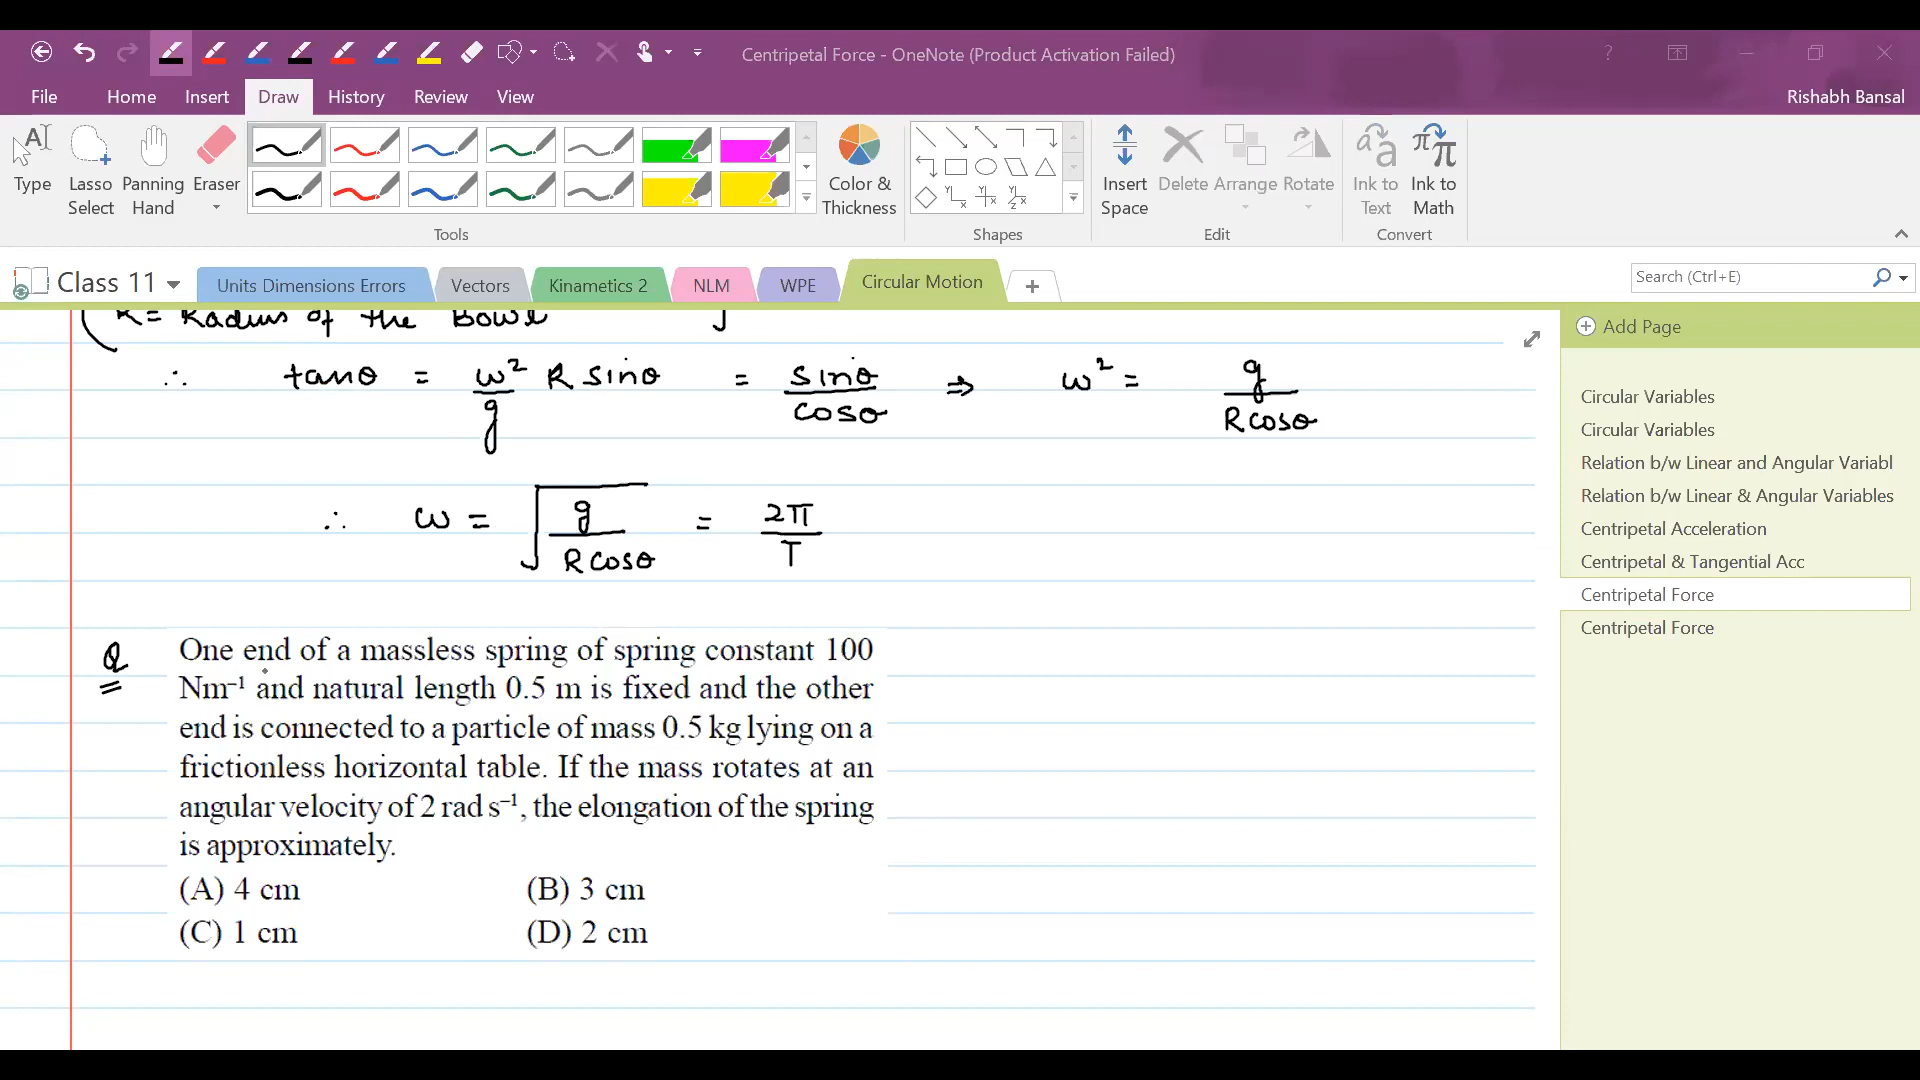 Centripetal Force - OneNote (Product Activation Failed)
File Home Insert Draw History Review View
Rishabh Bansal
Type Lasso Select Panning Hand Eraser Color & Thickness Insert Space Delete Arrange Rotate Ink to Text Ink to Math
Tools Shapes Edit Convert
Class 11 Units Dimensions Errors Vectors Kinametics 2 NLM WPE Circular Motion
Search (Ctrl+E)
R = Radius of the Bowl
∴ tanθ = ω²/g R sinθ = sinθ/cosθ ⇒ ω² = g/Rcosθ
∴ ω = √(g/Rcosθ) = 2π/T
Q One end of a massless spring of spring constant 100
Nm⁻¹ and natural length 0.5 m is fixed and the other
end is connected to a particle of mass 0.5 kg lying on a
frictionless horizontal table. If the mass rotates at an
angular velocity of 2 rad s⁻¹, the elongation of the spring
is approximately.
(A) 4 cm (B) 3 cm
(C) 1 cm (D) 2 cm
Add Page
Circular Variables
Circular Variables
Relation b/w Linear and Angular Variabl
Relation b/w Linear & Angular Variables
Centripetal Acceleration
Centripetal & Tangential Acc
Centripetal Force
Centripetal Force